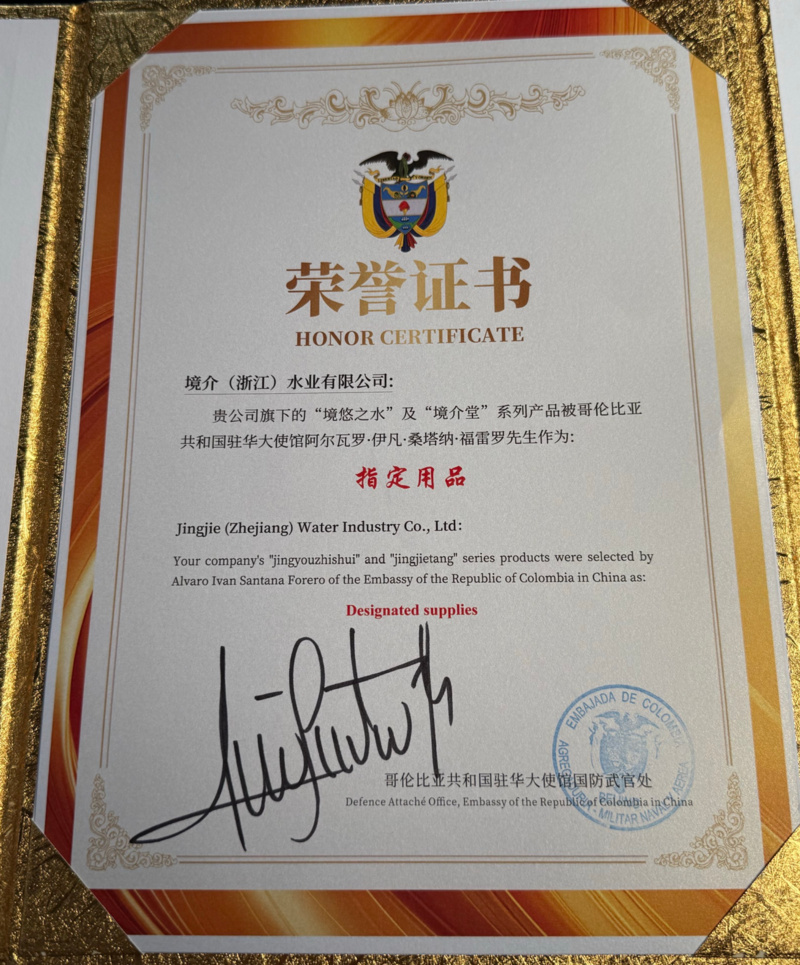 荣誉证书
HONOR CERTIFICATE
境介（浙江）水业有限公司:
贵公司旗下的“境悠之水”及“境介堂”系列产品被哥伦比亚
共和国驻华大使馆阿尔瓦罗·伊凡·桑塔纳·福雷罗先生作为:
指定用品
Jingjie (Zhejiang) Water Industry Co., Ltd:
Your company's "jingyouzhishui" and "jingjietang" series products were selected by
Alvaro Ivan Santana Forero of the Embassy of the Republic of Colombia in China as:
Designated supplies
EMBAJADA DE COLOMBIA
哥伦比亚共和国驻华大使馆国防武官处
Defence Attaché Office, Embassy of the Republic of Colombia in China
MILITAR NAVAL